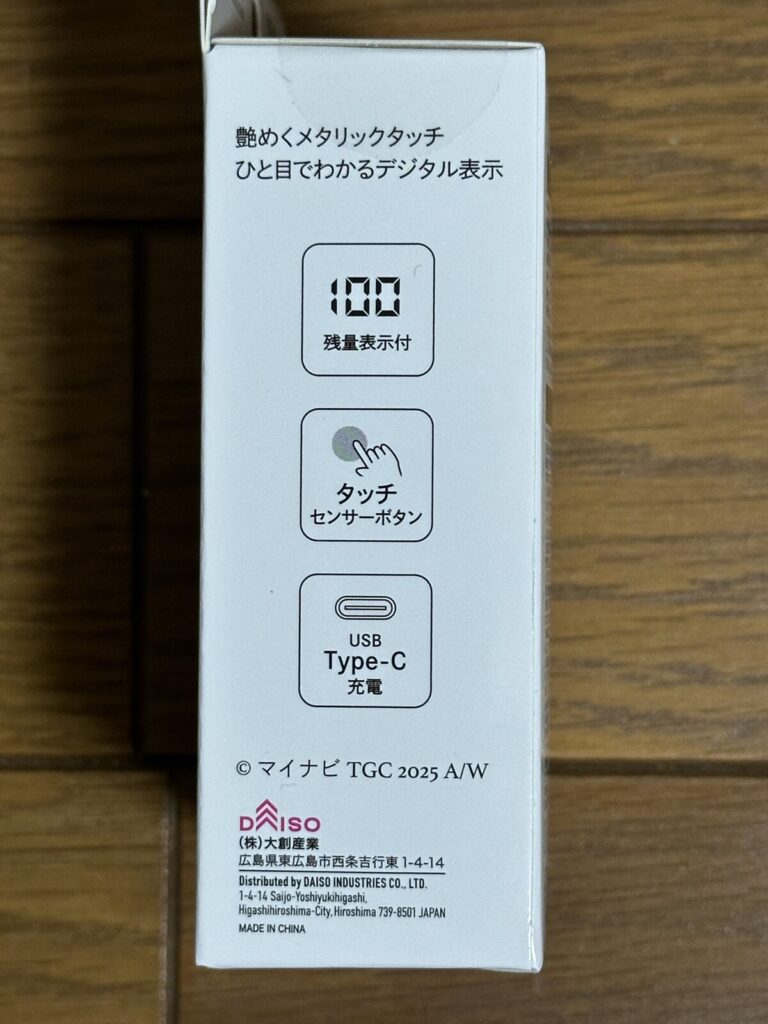 艶めくメタリックタッチ
ひと目でわかるデジタル表示
100
残量表示付
タッチ
センサーボタン
USB
Type-C
充電
© マイナビ TGC 2025 A/W
DAISO
(株)大創産業
広島県東広島市西条吉行東1-4-14
Distributed by DAISO INDUSTRIES CO., LTD.
1-4-14 Saijo-Yoshiyukihigashi,
Higashihiroshima-City, Hiroshima 739-8501 JAPAN
MADE IN CHINA